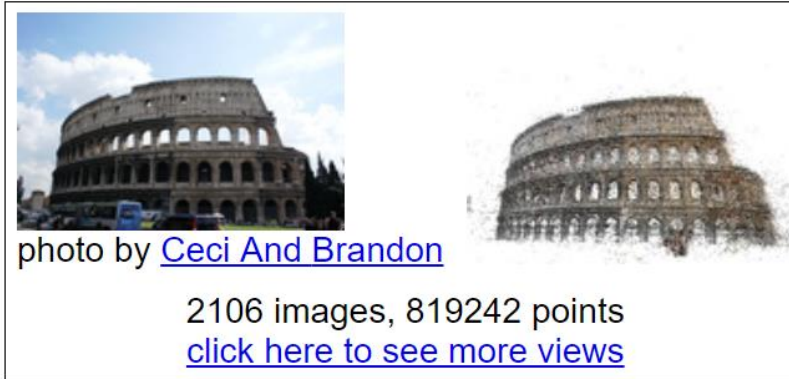 photo by Ceci And Brandon
2106 images, 819242 points
click here to see more views